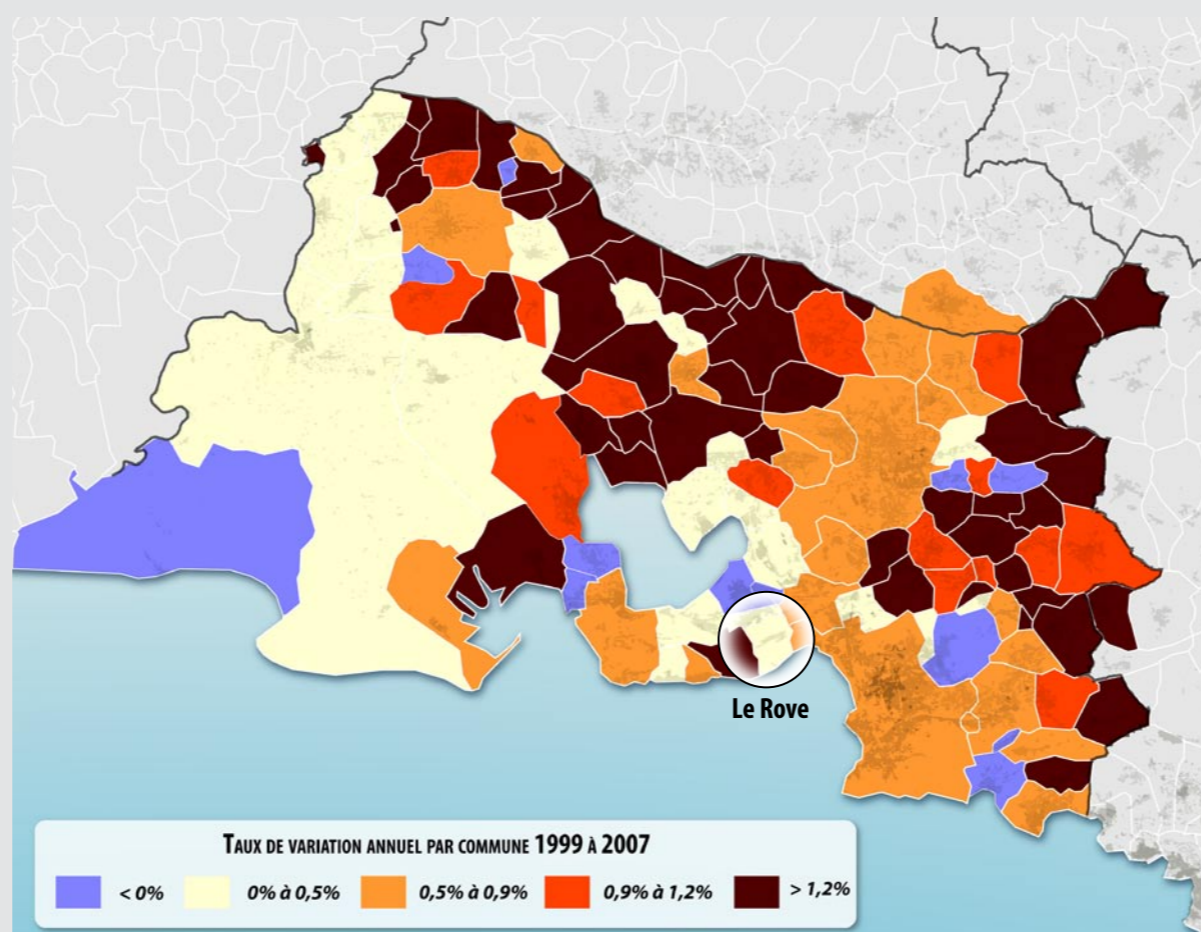 Le Rove
TAUX DE VARIATION ANNUEL PAR COMMUNE 1999 À 2007
< 0% 0% à 0,5% 0,5% à 0,9% 0,9% à 1,2% > 1,2%